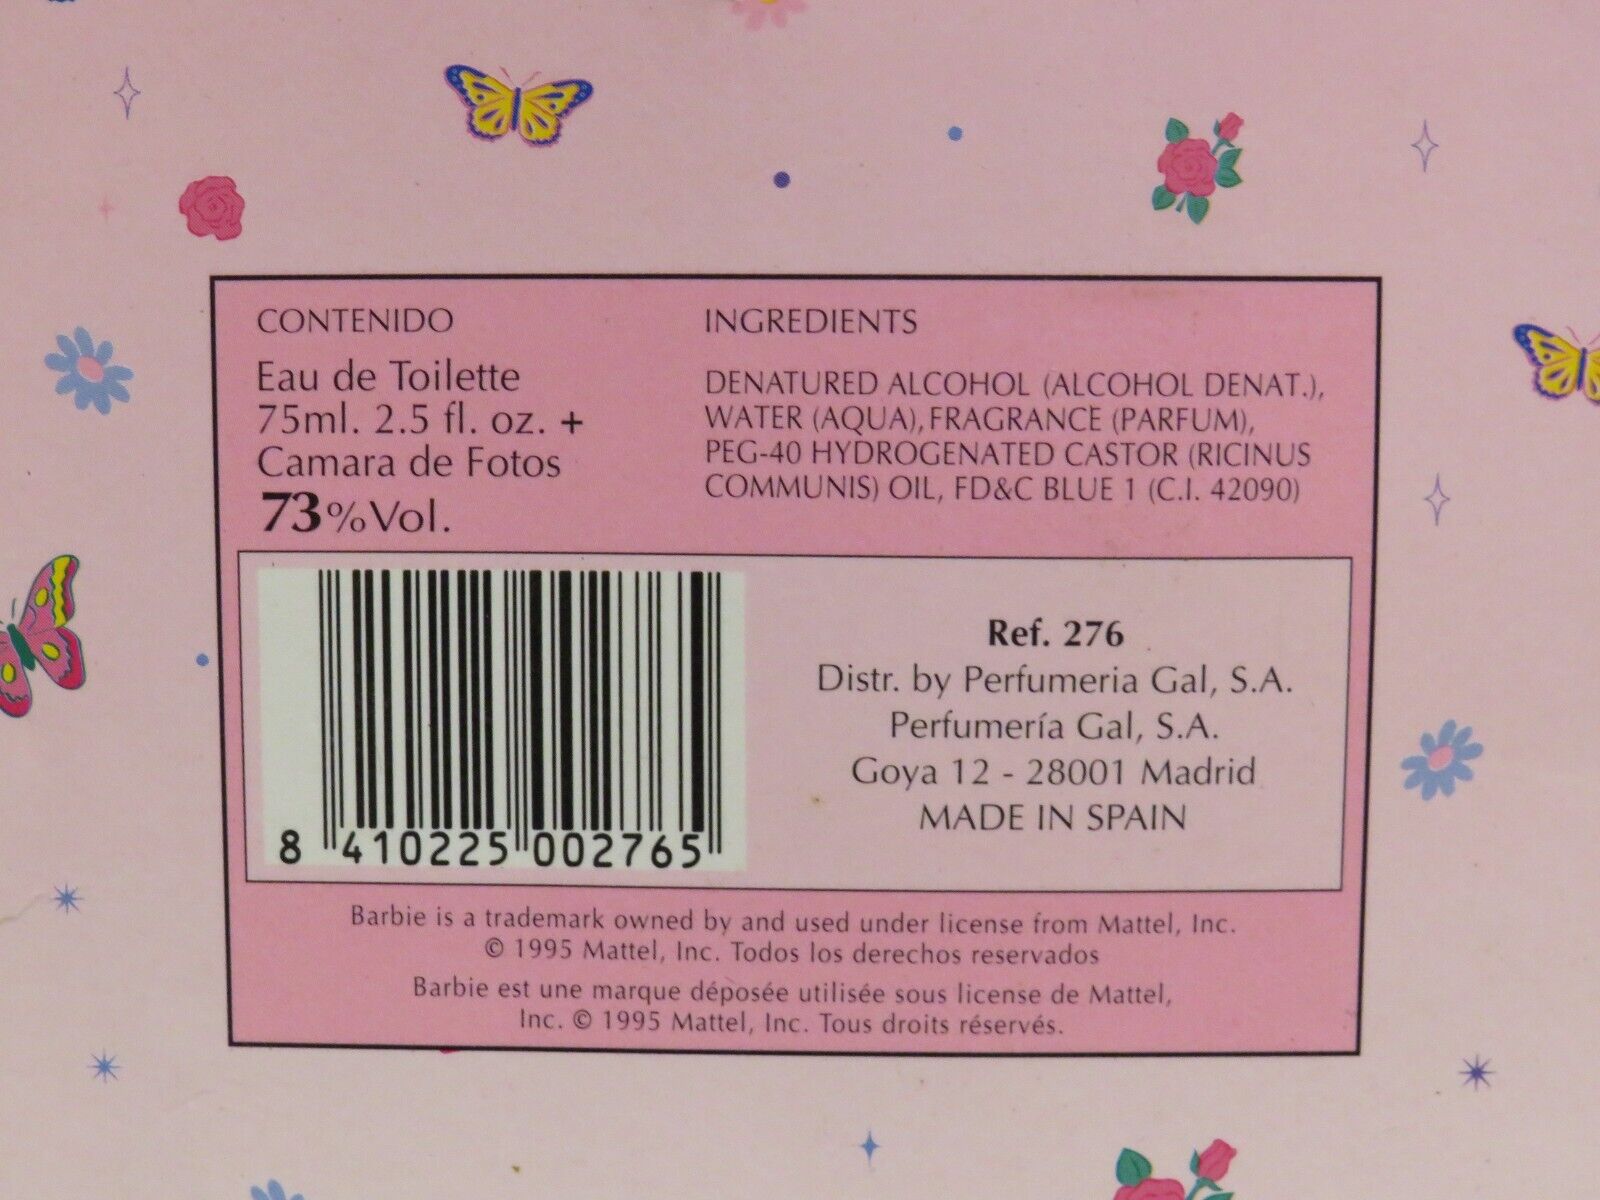 CONTENIDO
Eau de Toilette
75ml. 2.5 fl. oz. +
Camara de Fotos
73%Vol.
INGREDIENTS
DENATURED ALCOHOL (ALCOHOL DENAT.),
WATER (AQUA), FRAGRANCE (PARFUM),
PEG-40 HYDROGENATED CASTOR (RICINUS
COMMUNIS) OIL, FD&C BLUE 1 (C.I. 42090)
8 410225 002765
Ref. 276
Distr. by Perfumeria Gal, S.A.
Perfumería Gal, S.A.
Goya 12 - 28001 Madrid
MADE IN SPAIN
Barbie is a trademark owned by and used under license from Mattel, Inc.
© 1995 Mattel, Inc. Todos los derechos reservados
Barbie est une marque déposée utilisée sous license de Mattel,
Inc. © 1995 Mattel, Inc. Tous droits réservés.